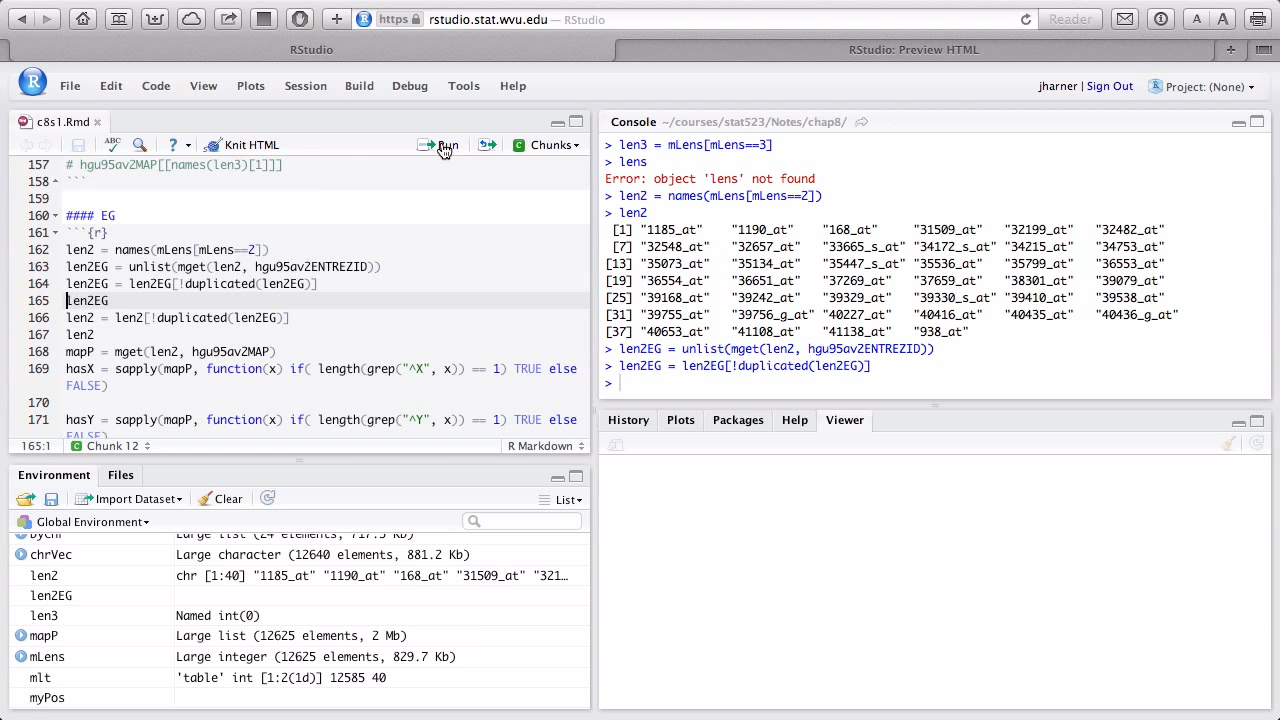 https rstudio.stat.wvu.edu — RStudio Reader A A
RStudio RStudio: Preview HTML
R File Edit Code View Plots Session Build Debug Tools Help jharner | Sign Out Project: (None)
c8s1.Rmd
ABC ? Knit HTML Run Chunks
157 # hgu95av2MAP[[names(len3)[1]]]
158 ```
159
160 #### EG
161 ```{r}
162 len2 = names(mLens[mLens==2])
163 len2EG = unlist(mget(len2, hgu95av2ENTREZID))
164 len2EG = len2EG[!duplicated(len2EG)]
165 len2EG
166 len2 = len2[!duplicated(len2EG)]
167 len2
168 mapP = mget(len2, hgu95av2MAP)
169 hasX = sapply(mapP, function(x) if( length(grep("^X", x)) == 1) TRUE else
FALSE)
170
171 hasY = sapply(mapP, function(x) if( length(grep("^Y", x)) == 1) TRUE else
FALSE)
165:1 Chunk 12 R Markdown
Console ~/courses/stat523/Notes/chap8/
> len3 = mLens[mLens==3]
> lens
Error: object 'lens' not found
> len2 = names(mLens[mLens==2])
> len2
[1] "1185_at" "1190_at" "168_at" "31509_at" "32199_at" "32482_at"
[7] "32548_at" "32657_at" "33665_s_at" "34172_s_at" "34215_at" "34753_at"
[13] "35073_at" "35134_at" "35447_s_at" "35536_at" "35799_at" "36553_at"
[19] "36554_at" "36651_at" "37269_at" "37659_at" "38301_at" "39079_at"
[25] "39168_at" "39242_at" "39329_at" "39330_s_at" "39410_at" "39538_at"
[31] "39755_at" "39756_g_at" "40227_at" "40416_at" "40435_at" "40436_g_at"
[37] "40653_at" "41108_at" "41138_at" "938_at"
> len2EG = unlist(mget(len2, hgu95av2ENTREZID))
> len2EG = len2EG[!duplicated(len2EG)]
>
Environment Files
Import Dataset Clear List
Global Environment
byChr Large list (24 elements, 717.5 Kb)
chrVec Large character (12640 elements, 881.2 Kb)
len2 chr [1:40] "1185_at" "1190_at" "168_at" "31509_at" "321…
len2EG
len3 Named int(0)
mapP Large list (12625 elements, 2 Mb)
mLens Large integer (12625 elements, 829.7 Kb)
mlt 'table' int [1:2(1d)] 12585 40
myPos
History Plots Packages Help Viewer